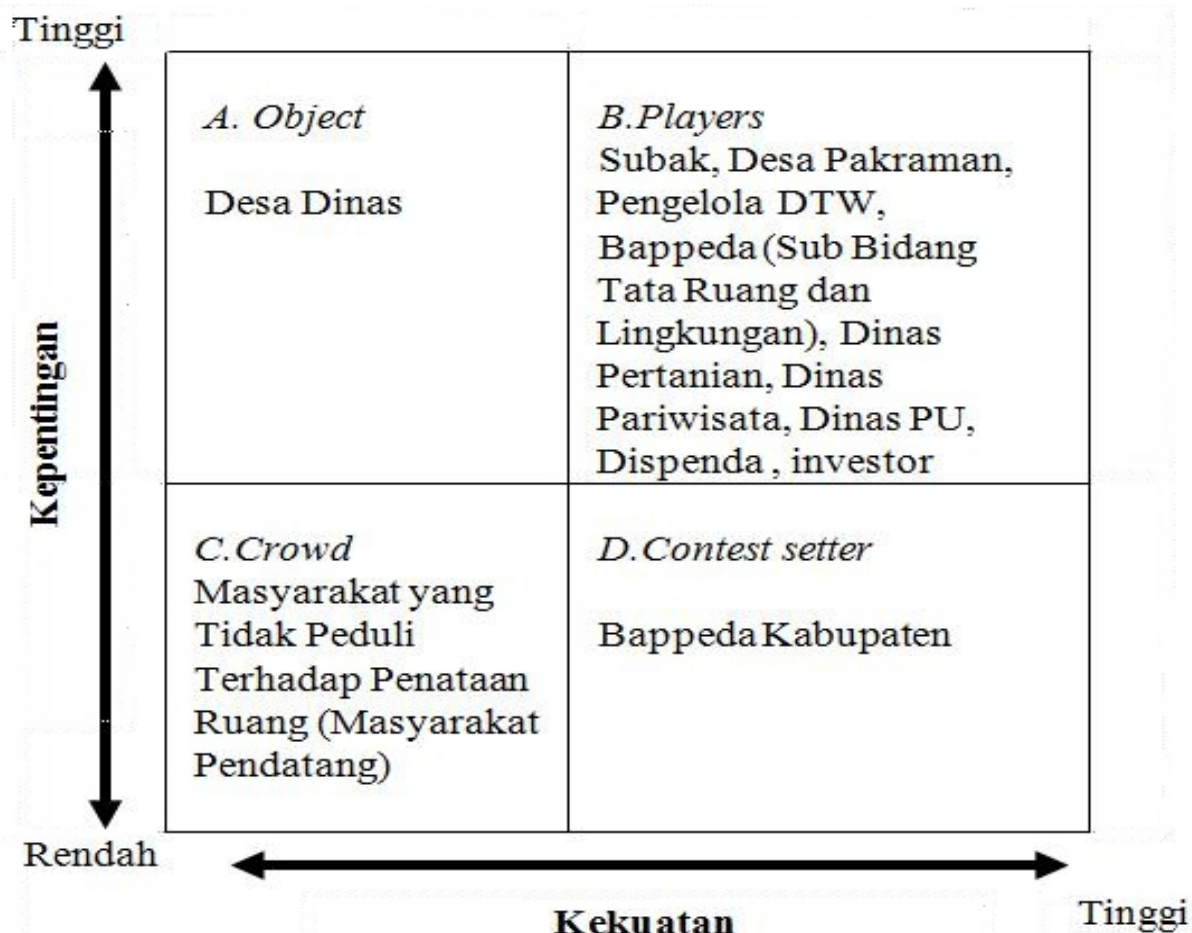 Tinggi
A. Object
Desa Dinas
B.Players
Subak, Desa Pakraman,
Pengelola DTW,
Bappeda (Sub Bidang
Tata Ruang dan
Lingkungan), Dinas
Pertanian, Dinas
Pariwisata, Dinas PU,
Dispenda , investor
Kepentingan
C.Crowd
Masyarakat yang
Tidak Peduli
Terhadap Penataan
Ruang (Masyarakat
Pendatang)
D.Contest setter
Bappeda Kabupaten
Rendah
Kekuatan
Tinggi